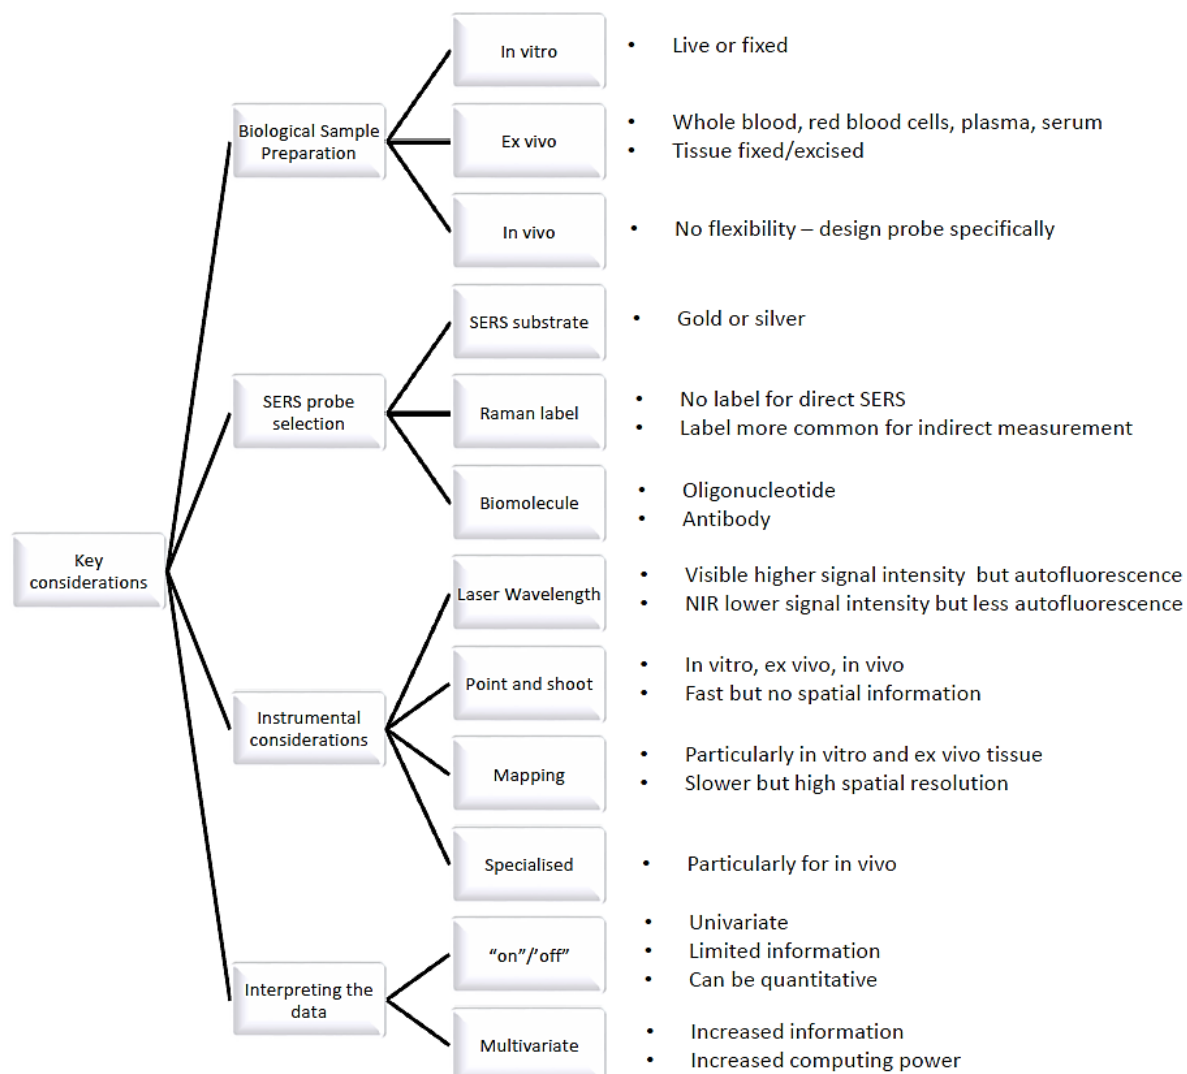 In vitro
• Live or fixed
Biological Sample
Preparation
Ex vivo
• Whole blood, red blood cells, plasma, serum
• Tissue fixed/excised
In vivo
• No flexibility – design probe specifically
SERS substrate
• Gold or silver
SERS probe
selection
Raman label
• No label for direct SERS
• Label more common for indirect measurement
Biomolecule
• Oligonucleotide
• Antibody
Key
considerations
Laser Wavelength
• Visible higher signal intensity but autofluorescence
• NIR lower signal intensity but less autofluorescence
Point and shoot
• In vitro, ex vivo, in vivo
• Fast but no spatial information
Instrumental
considerations
Mapping
• Particularly in vitro and ex vivo tissue
• Slower but high spatial resolution
Specialised
• Particularly for in vivo
"on"/'off"
• Univariate
• Limited information
• Can be quantitative
Interpreting the
data
Multivariate
• Increased information
• Increased computing power